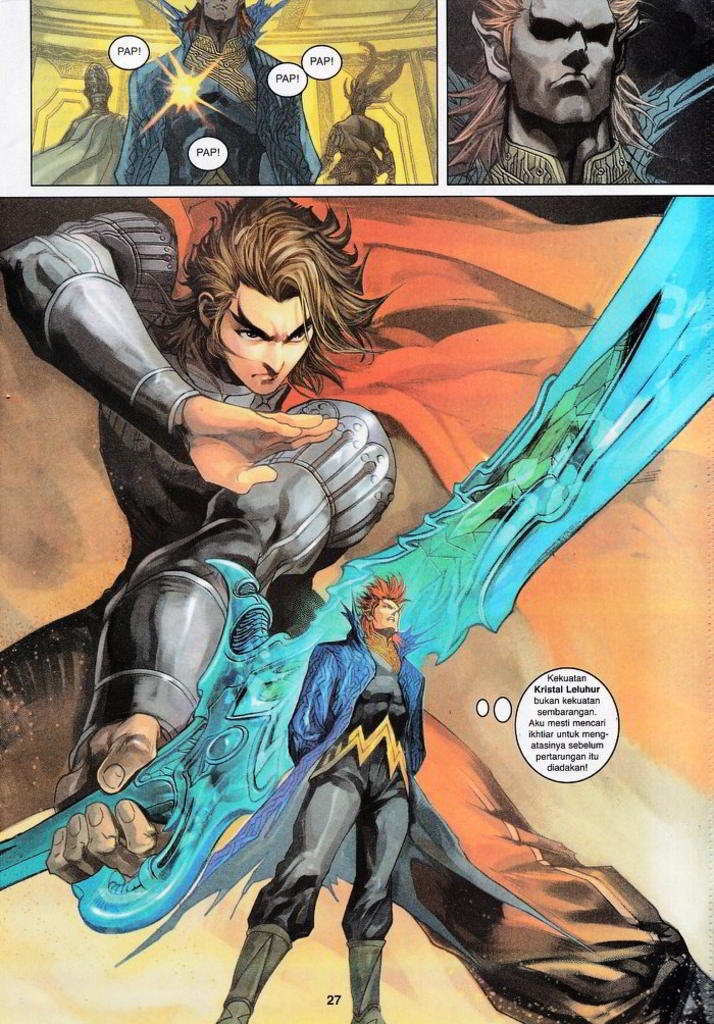 PAP!
PAP!
PAP!
PAP!
Kekuatan
Kristal Leluhur
bukan kekuatan
sembarangan.
Aku mesti mencari
ikhtiar untuk meng-
atasinya sebelum
pertarungan itu
diadakan!
27